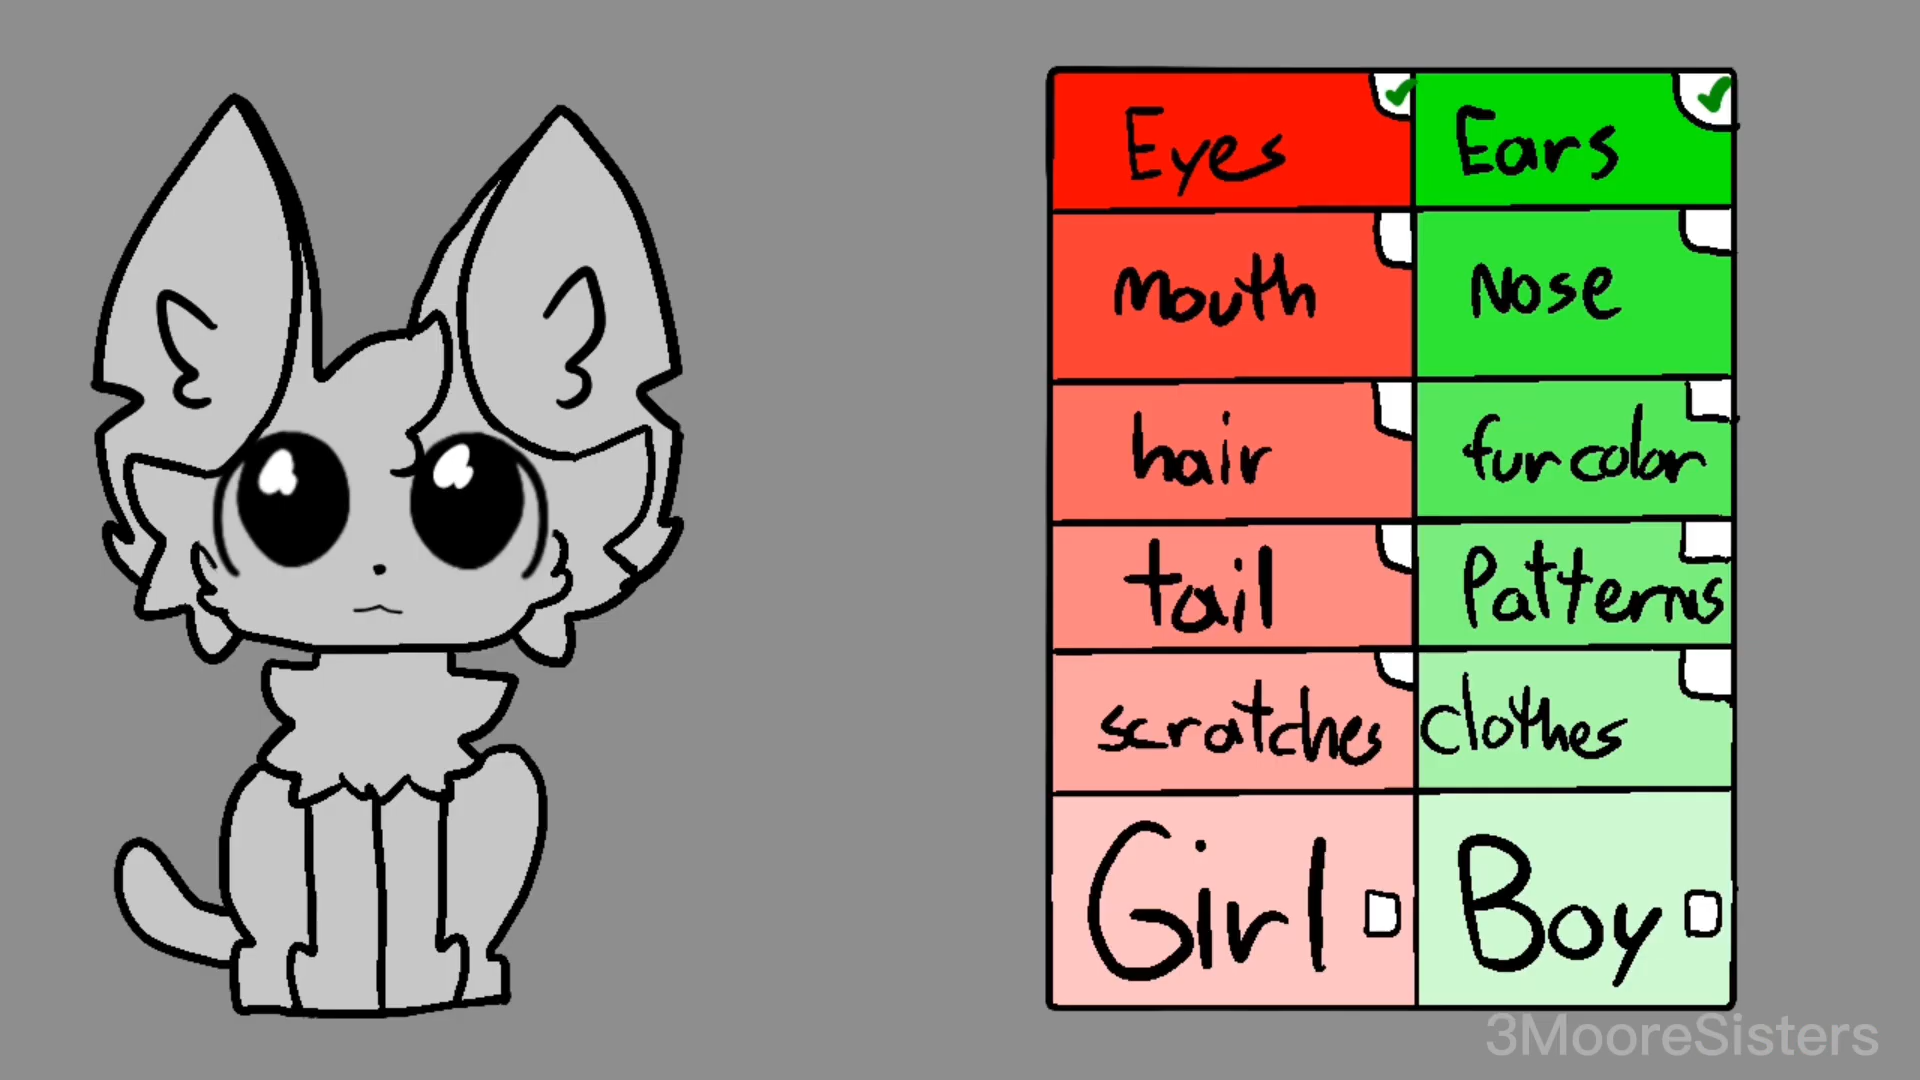 Eyes Ears
Mouth Nose
hair fur color
tail Patterns
scratches clothes
Girl Boy
3MooreSisters